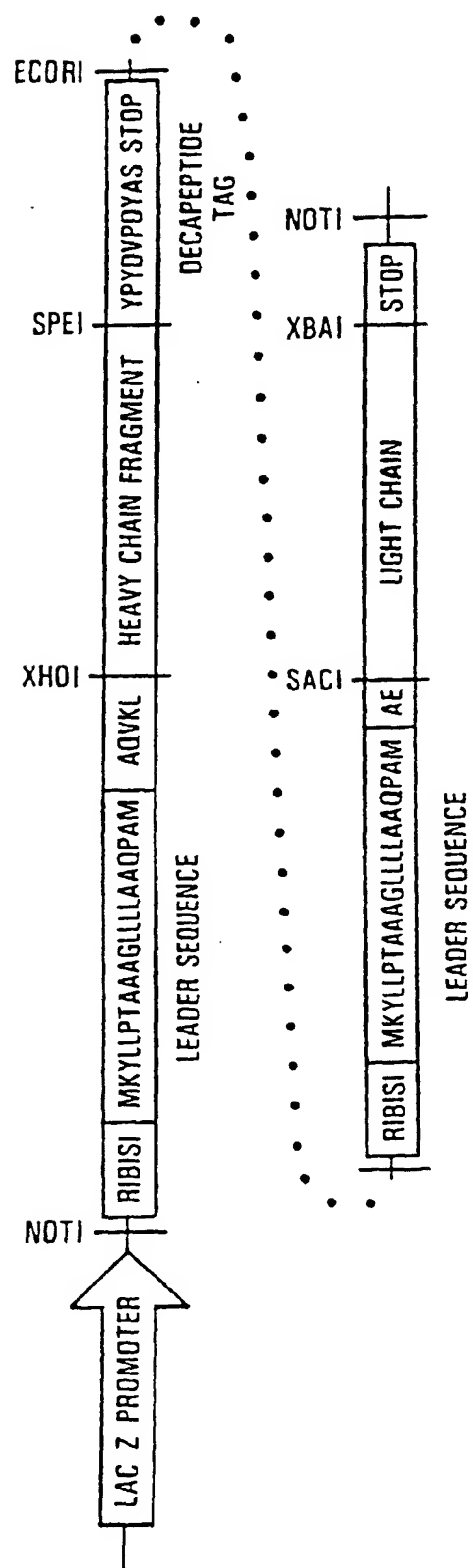 LAC Z PROMOTER
NOTI
RIBISI
MKYLLPTAAAGLLLLAAQPAM
LEADER SEQUENCE
AQVKL
XHOI
HEAVY CHAIN FRAGMENT
SPEI
YPYDVPDYAS STOP
DECAPEPTIDE
TAG
ECORI
RIBISI
MKYLLPTAAAGLLLLAAQPAM
LEADER SEQUENCE
AE
SACI
LIGHT CHAIN
XBAI
STOP
NOTI